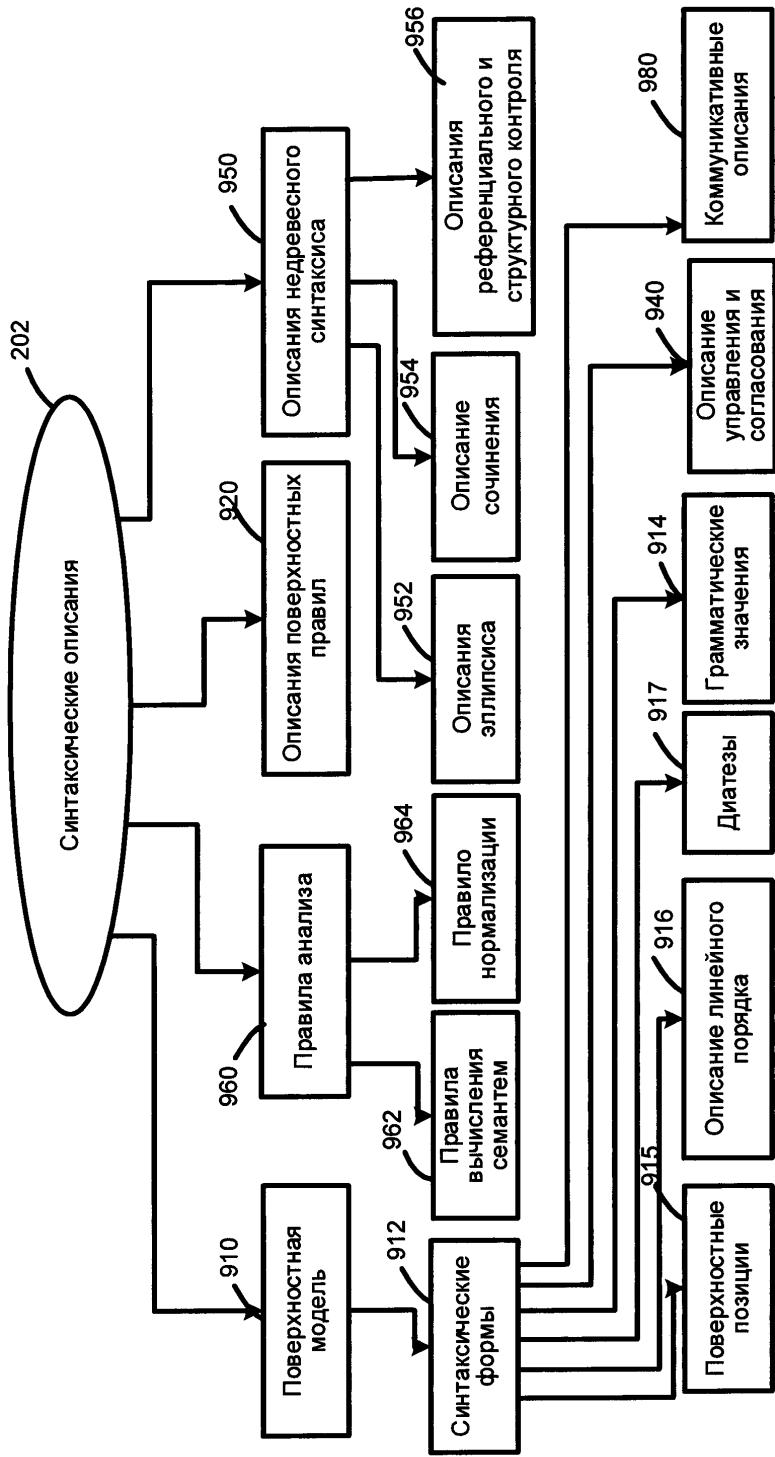 202
Синтаксические описания
910
Поверхностная
модель
960
Правила анализа
920
Описания поверхностных
правил
950
Описания недревесного
синтаксиса
912
Синтаксические
формы
962
Правила
вычисления
семантем
964
Правило
нормализации
952
Описания
эллипсиса
954
Описание
сочинения
956
Описания
референциального и
структурного контроля
915
Поверхностные
позиции
916
Описание линейного
порядка
917
Диатезы
914
Грамматические
значения
940
Описание
управления и
согласования
980
Коммуникативные
описания